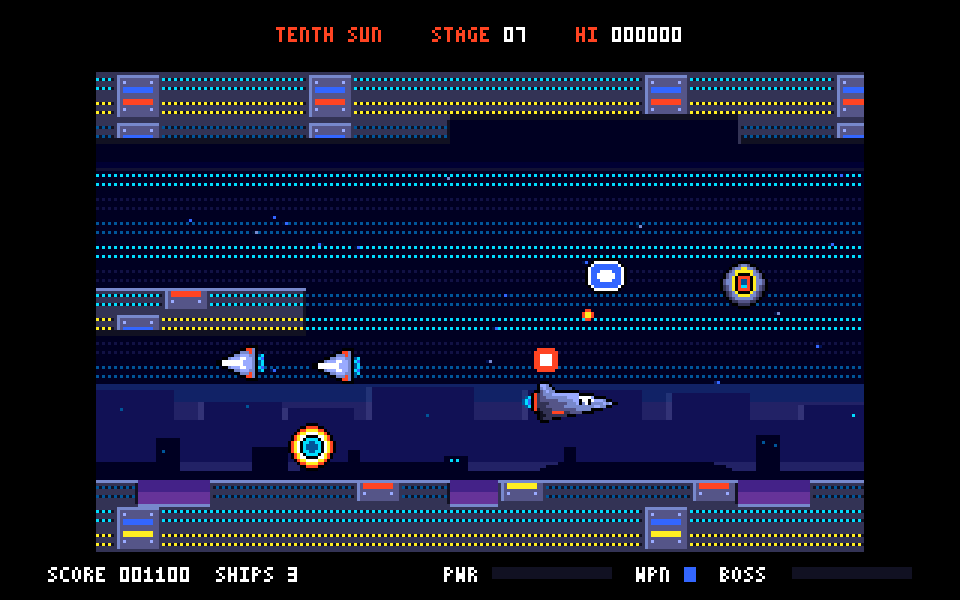 TENTH SUN STAGE 07 HI 000000
SCORE 001100 SHIPS 3 PWR WPN BOSS